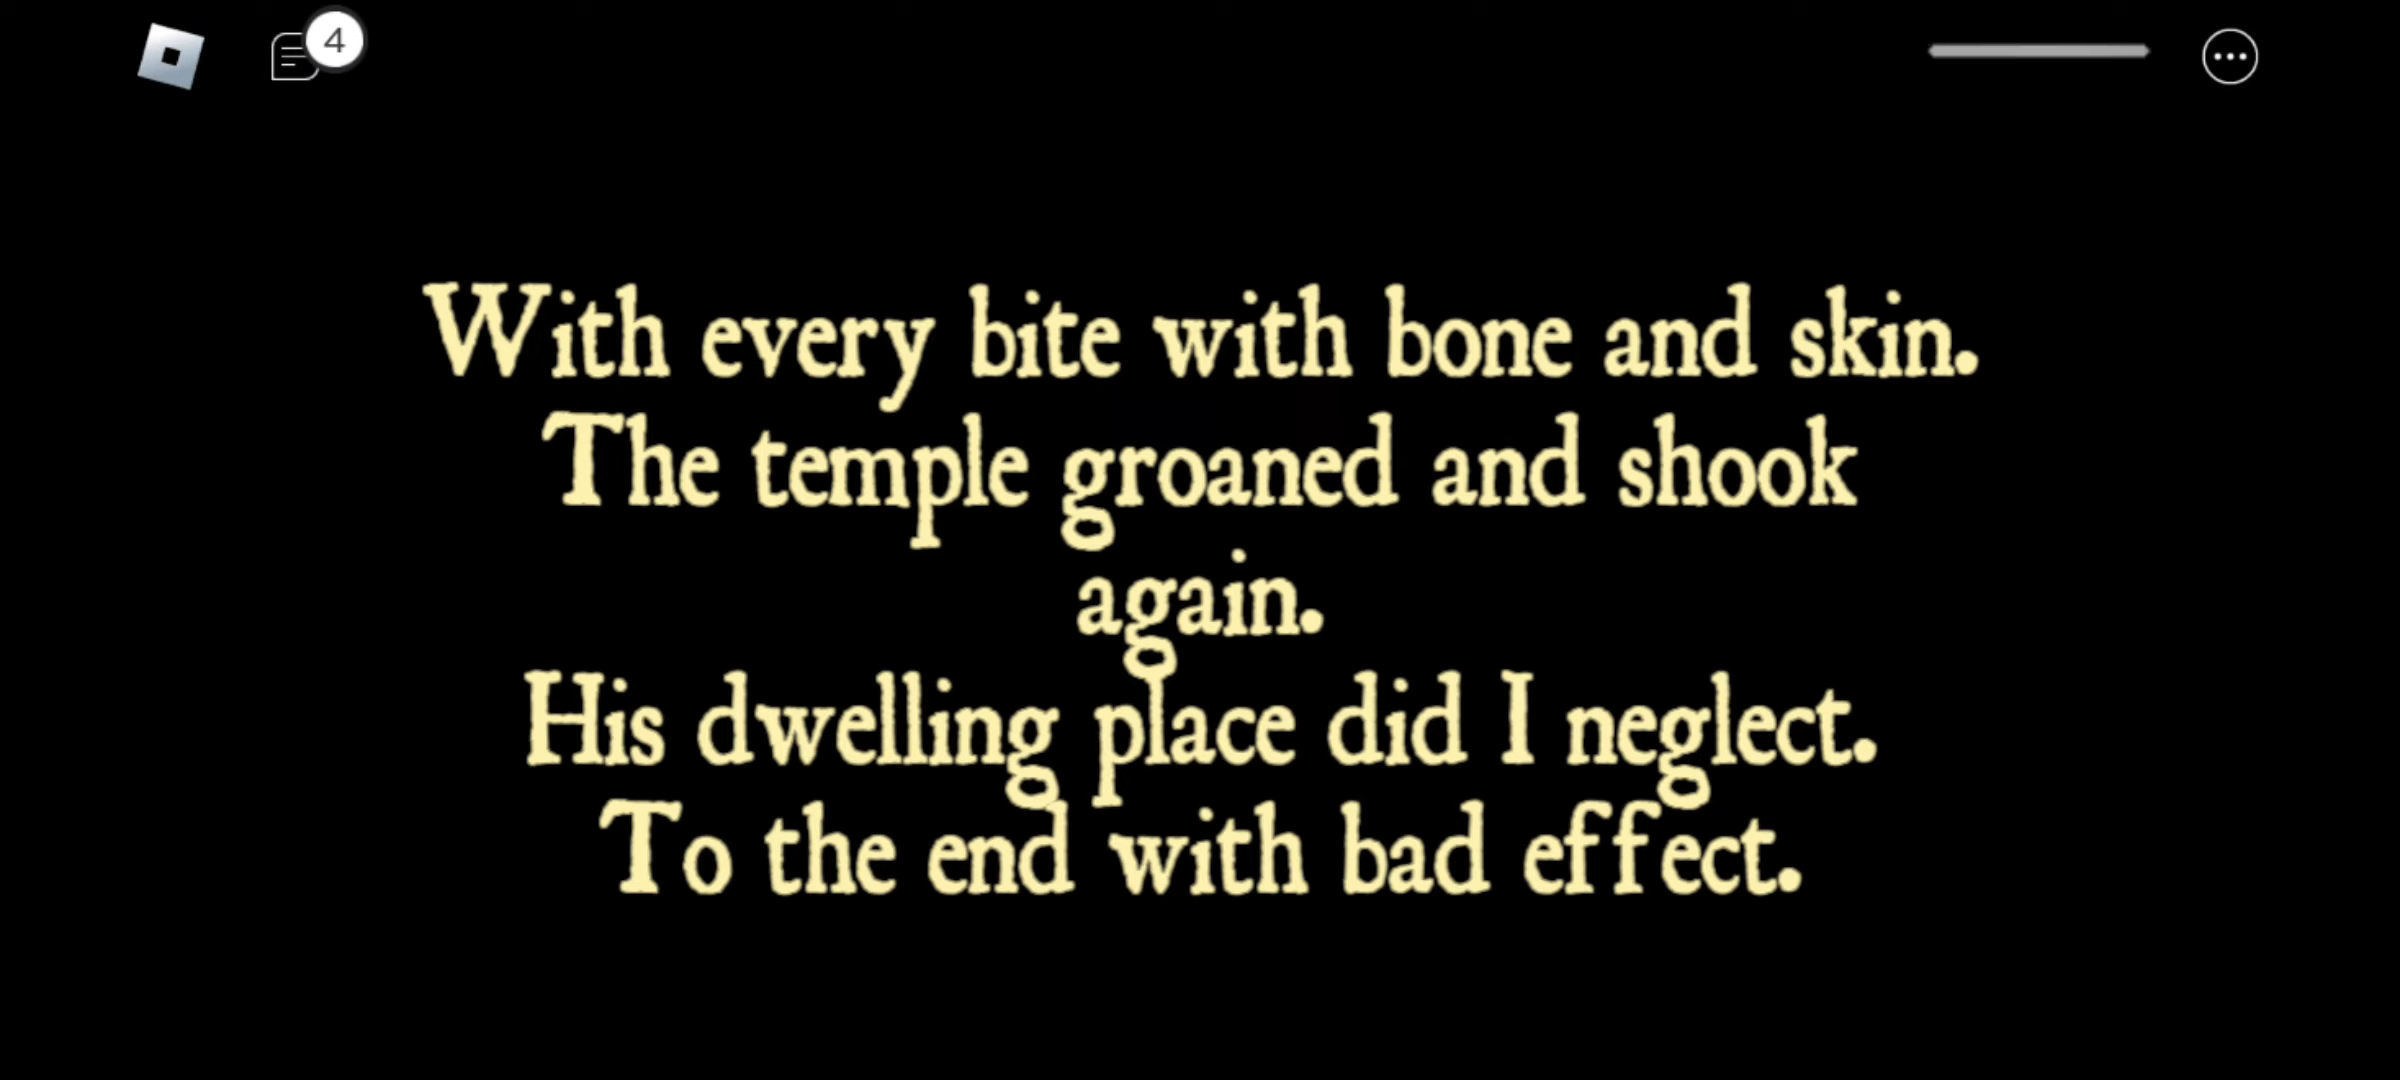 4
With every bite with bone and skin.
The temple groaned and shook
again.
His dwelling place did I neglect.
To the end with bad effect.